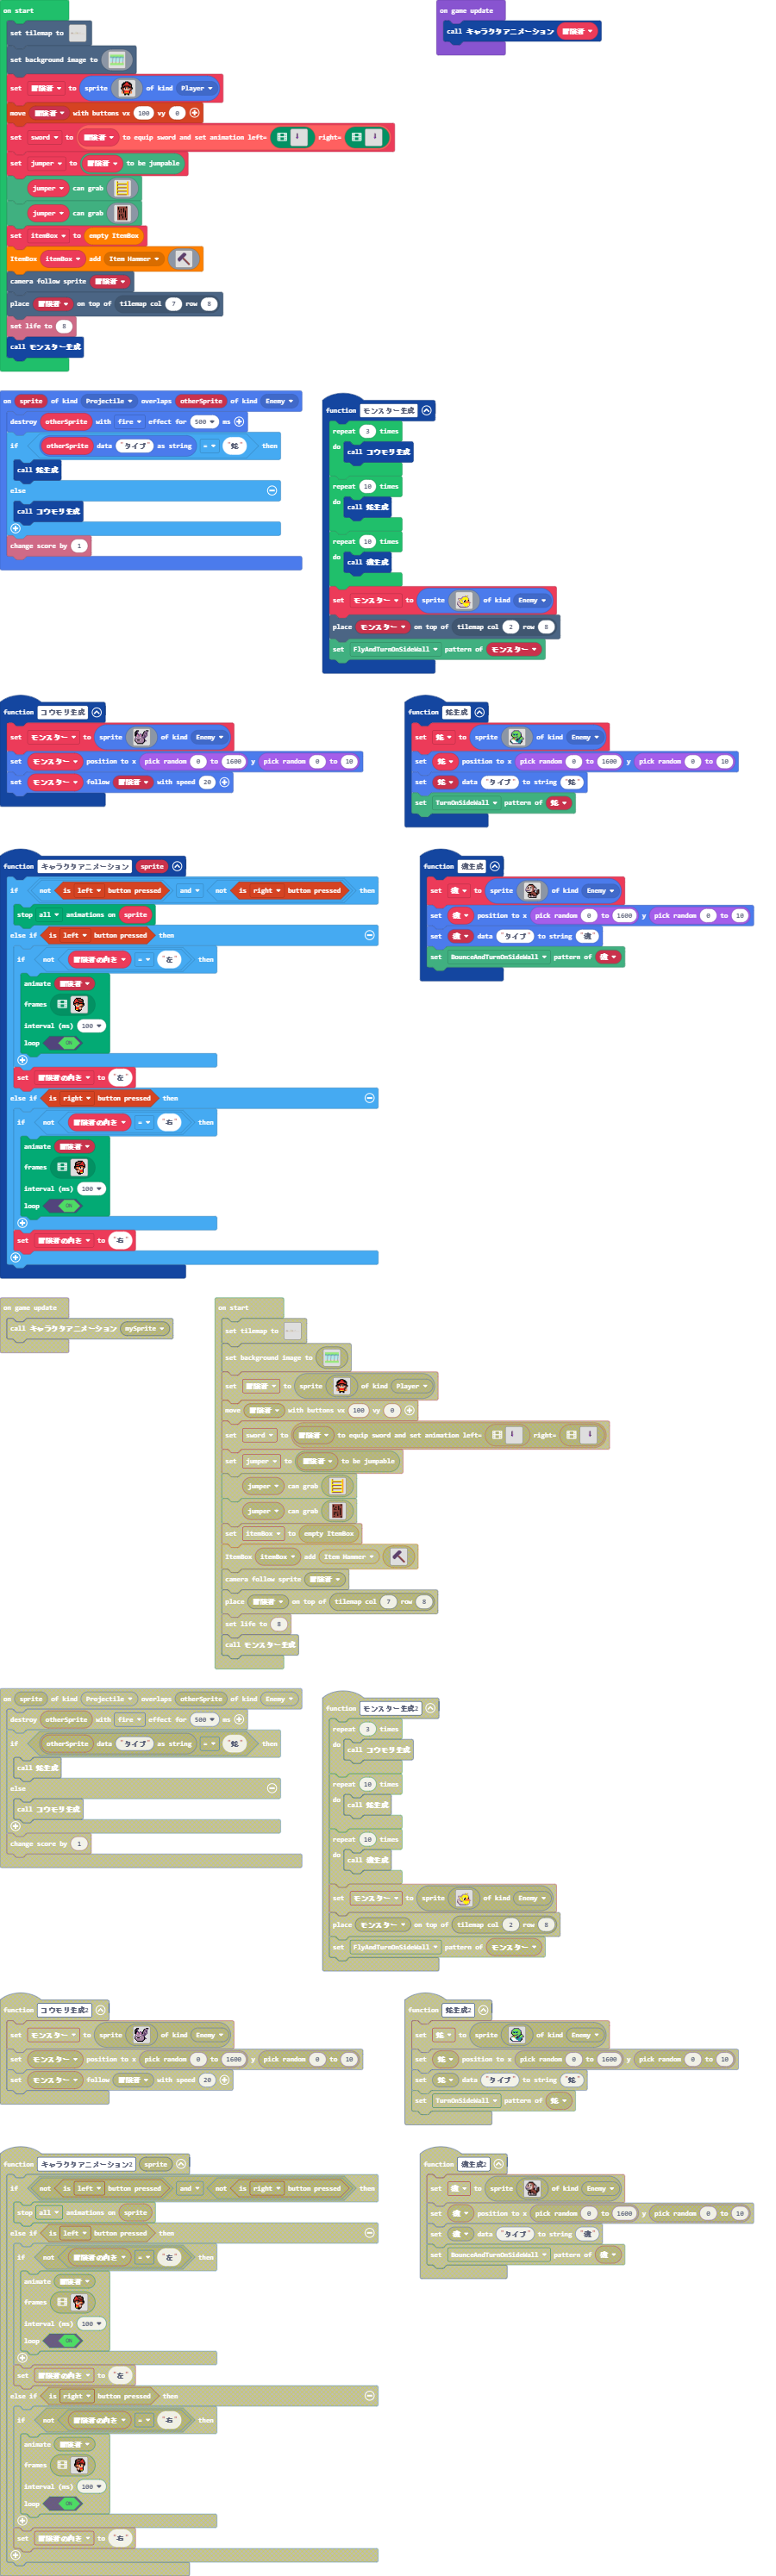 on start
set tilemap to
set background image to
set 冒険者 to sprite of kind Player
move 冒険者 with buttons vx 100 vy 0
set sword to 冒険者 to equip sword and set animation left= right=
set jumper to 冒険者 to be jumpable
jumper can grab
jumper can grab
set itemBox to empty ItemBox
ItemBox itemBox add Item Hammer
camera follow sprite 冒険者
place 冒険者 on top of tilemap col 7 row 8
set life to 8
call モンスター生成
on game update
call キャラクタアニメーション 冒険者
on sprite of kind Projectile overlaps otherSprite of kind Enemy
destroy otherSprite with fire effect for 500 ms
if otherSprite data "タイプ" as string = "蛇" then
call 蛇生成
else
call コウモリ生成
change score by 1
function モンスター生成
repeat 3 times
do call コウモリ生成
repeat 10 times
do call 蛇生成
repeat 10 times
do call 魂生成
set モンスター to sprite of kind Enemy
place モンスター on top of tilemap col 2 row 8
set FlyAndTurnOnSideWall pattern of モンスター
function コウモリ生成
set モンスター to sprite of kind Enemy
set モンスター position to x pick random 0 to 1600 y pick random 0 to 10
set モンスター follow 冒険者 with speed 20
function 蛇生成
set 蛇 to sprite of kind Enemy
set 蛇 position to x pick random 0 to 1600 y pick random 0 to 10
set 蛇 data "タイプ" to string "蛇"
set TurnOnSideWall pattern of 蛇
function キャラクタアニメーション sprite
if not is left button pressed and not is right button pressed then
stop all animations on sprite
else if is left button pressed then
if not 冒険者の向き = "左" then
animate 冒険者
frames
interval (ms) 100
loop ON
set 冒険者の向き to "左"
else if is right button pressed then
if not 冒険者の向き = "右" then
animate 冒険者
frames
interval (ms) 100
loop ON
set 冒険者の向き to "右"
function 魂生成
set 魂 to sprite of kind Enemy
set 魂 position to x pick random 0 to 1600 y pick random 0 to 10
set 魂 data "タイプ" to string "魂"
set BounceAndTurnOnSideWall pattern of 魂
on game update
call キャラクタアニメーション mySprite
on start
set tilemap to
set background image to
set 冒険者 to sprite of kind Player
move 冒険者 with buttons vx 100 vy 0
set sword to 冒険者 to equip sword and set animation left= right=
set jumper to 冒険者 to be jumpable
jumper can grab
jumper can grab
set itemBox to empty ItemBox
ItemBox itemBox add Item Hammer
camera follow sprite 冒険者
place 冒険者 on top of tilemap col 7 row 8
set life to 8
call モンスター生成
on sprite of kind Projectile overlaps otherSprite of kind Enemy
destroy otherSprite with fire effect for 500 ms
if otherSprite data "タイプ" as string = "蛇" then
call 蛇生成
else
call コウモリ生成
change score by 1
function モンスター生成2
repeat 3 times
do call コウモリ生成
repeat 10 times
do call 蛇生成
repeat 10 times
do call 魂生成
set モンスター to sprite of kind Enemy
place モンスター on top of tilemap col 2 row 8
set FlyAndTurnOnSideWall pattern of モンスター
function コウモリ生成2
set モンスター to sprite of kind Enemy
set モンスター position to x pick random 0 to 1600 y pick random 0 to 10
set モンスター follow 冒険者 with speed 20
function 蛇生成2
set 蛇 to sprite of kind Enemy
set 蛇 position to x pick random 0 to 1600 y pick random 0 to 10
set 蛇 data "タイプ" to string "蛇"
set TurnOnSideWall pattern of 蛇
function キャラクタアニメーション2 sprite
if not is left button pressed and not is right button pressed then
stop all animations on sprite
else if is left button pressed then
if not 冒険者の向き = "左" then
animate 冒険者
frames
interval (ms) 100
loop ON
set 冒険者の向き to "左"
else if is right button pressed then
if not 冒険者の向き = "右" then
animate 冒険者
frames
interval (ms) 100
loop ON
set 冒険者の向き to "右"
function 魂生成2
set 魂 to sprite of kind Enemy
set 魂 position to x pick random 0 to 1600 y pick random 0 to 10
set 魂 data "タイプ" to string "魂"
set BounceAndTurnOnSideWall pattern of 魂